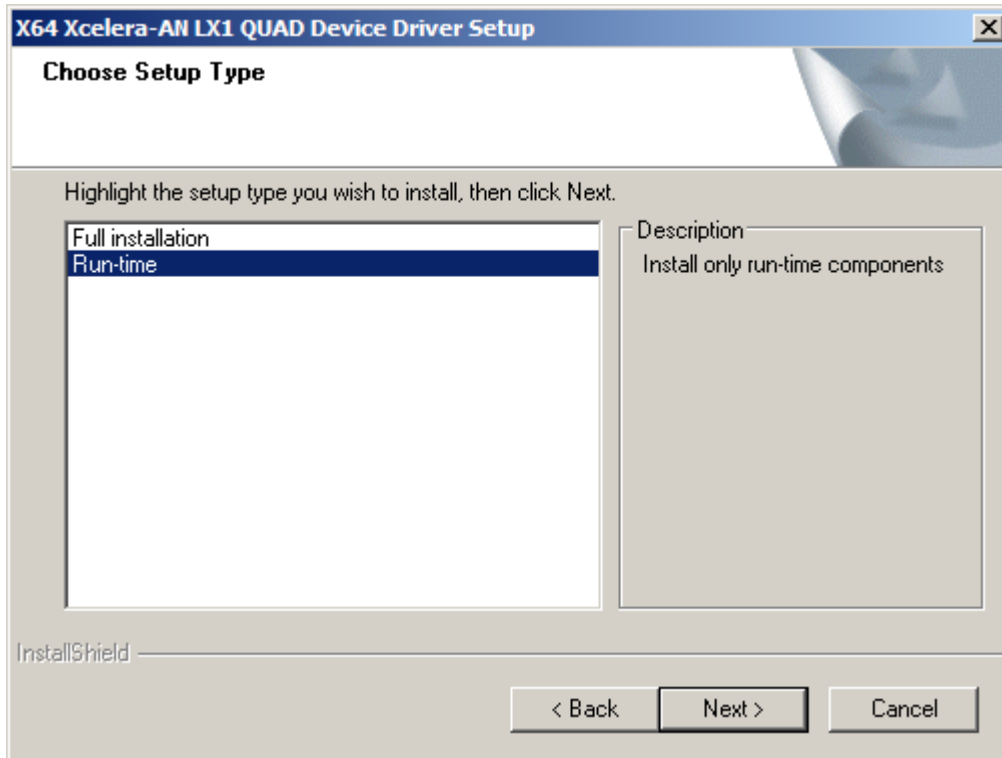 X64 Xcelera-AN LX1 QUAD Device Driver Setup
Choose Setup Type
Highlight the setup type you wish to install, then click Next.
Full installation
Run-time
Description
Install only run-time components
InstallShield
< Back
Next >
Cancel